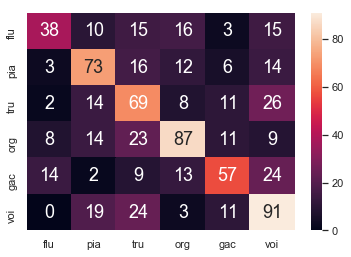 flu 38 10 15 16 3 15
pia 3 73 16 12 6 14
tru 2 14 69 8 11 26
org 8 14 23 87 11 9
gac 14 2 9 13 57 24
voi 0 19 24 3 11 91
flu pia tru org gac voi
80
60
40
20
0